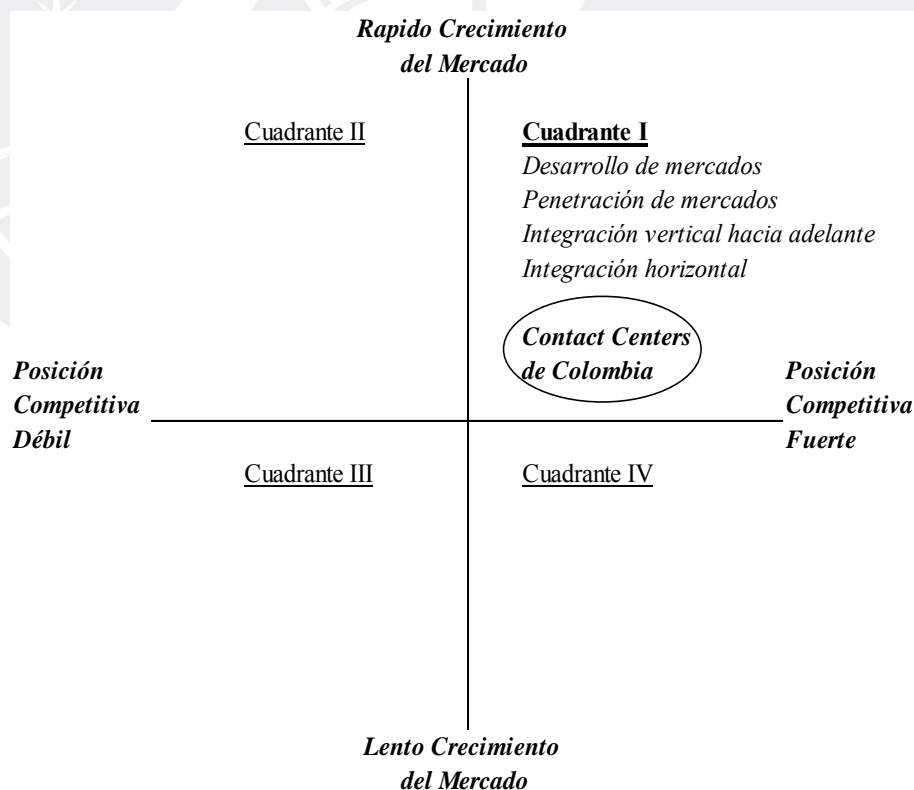 Rapido Crecimiento
del Mercado
Cuadrante II
Cuadrante I
Desarrollo de mercados
Penetración de mercados
Integración vertical hacia adelante
Integración horizontal
Contact Centers
de Colombia
Posición
Competitiva
Débil
Posición
Competitiva
Fuerte
Cuadrante III
Cuadrante IV
Lento Crecimiento
del Mercado